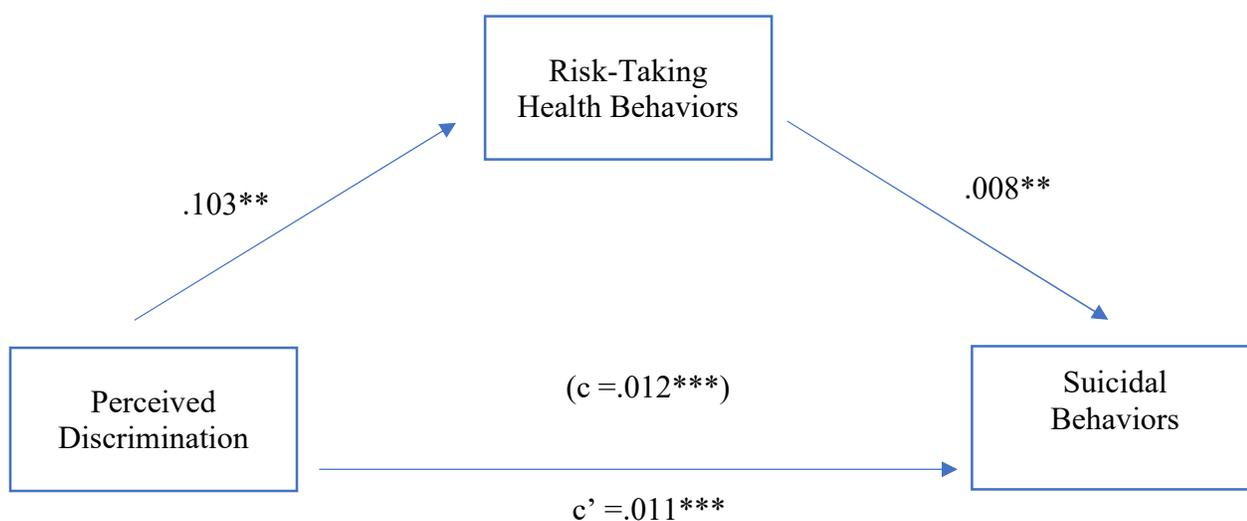 Risk-Taking
Health Behaviors
.103**
.008**
Perceived
Discrimination
(c =.012***)
c’ =.011***
Suicidal
Behaviors